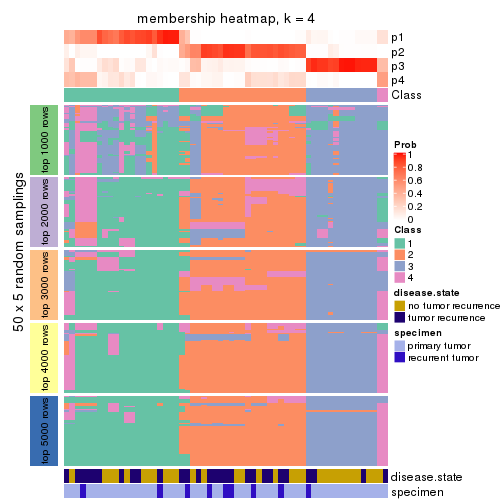 membership heatmap, k = 4
p1
p2
p3
p4
Class
50 x 5 random samplings
top 1000 rows
top 2000 rows
top 3000 rows
top 4000 rows
top 5000 rows
disease.state
specimen
Prob
1
0.8
0.6
0.4
0.2
0
Class
1
2
3
4
disease.state
no tumor recurrence
tumor recurrence
specimen
primary tumor
recurrent tumor